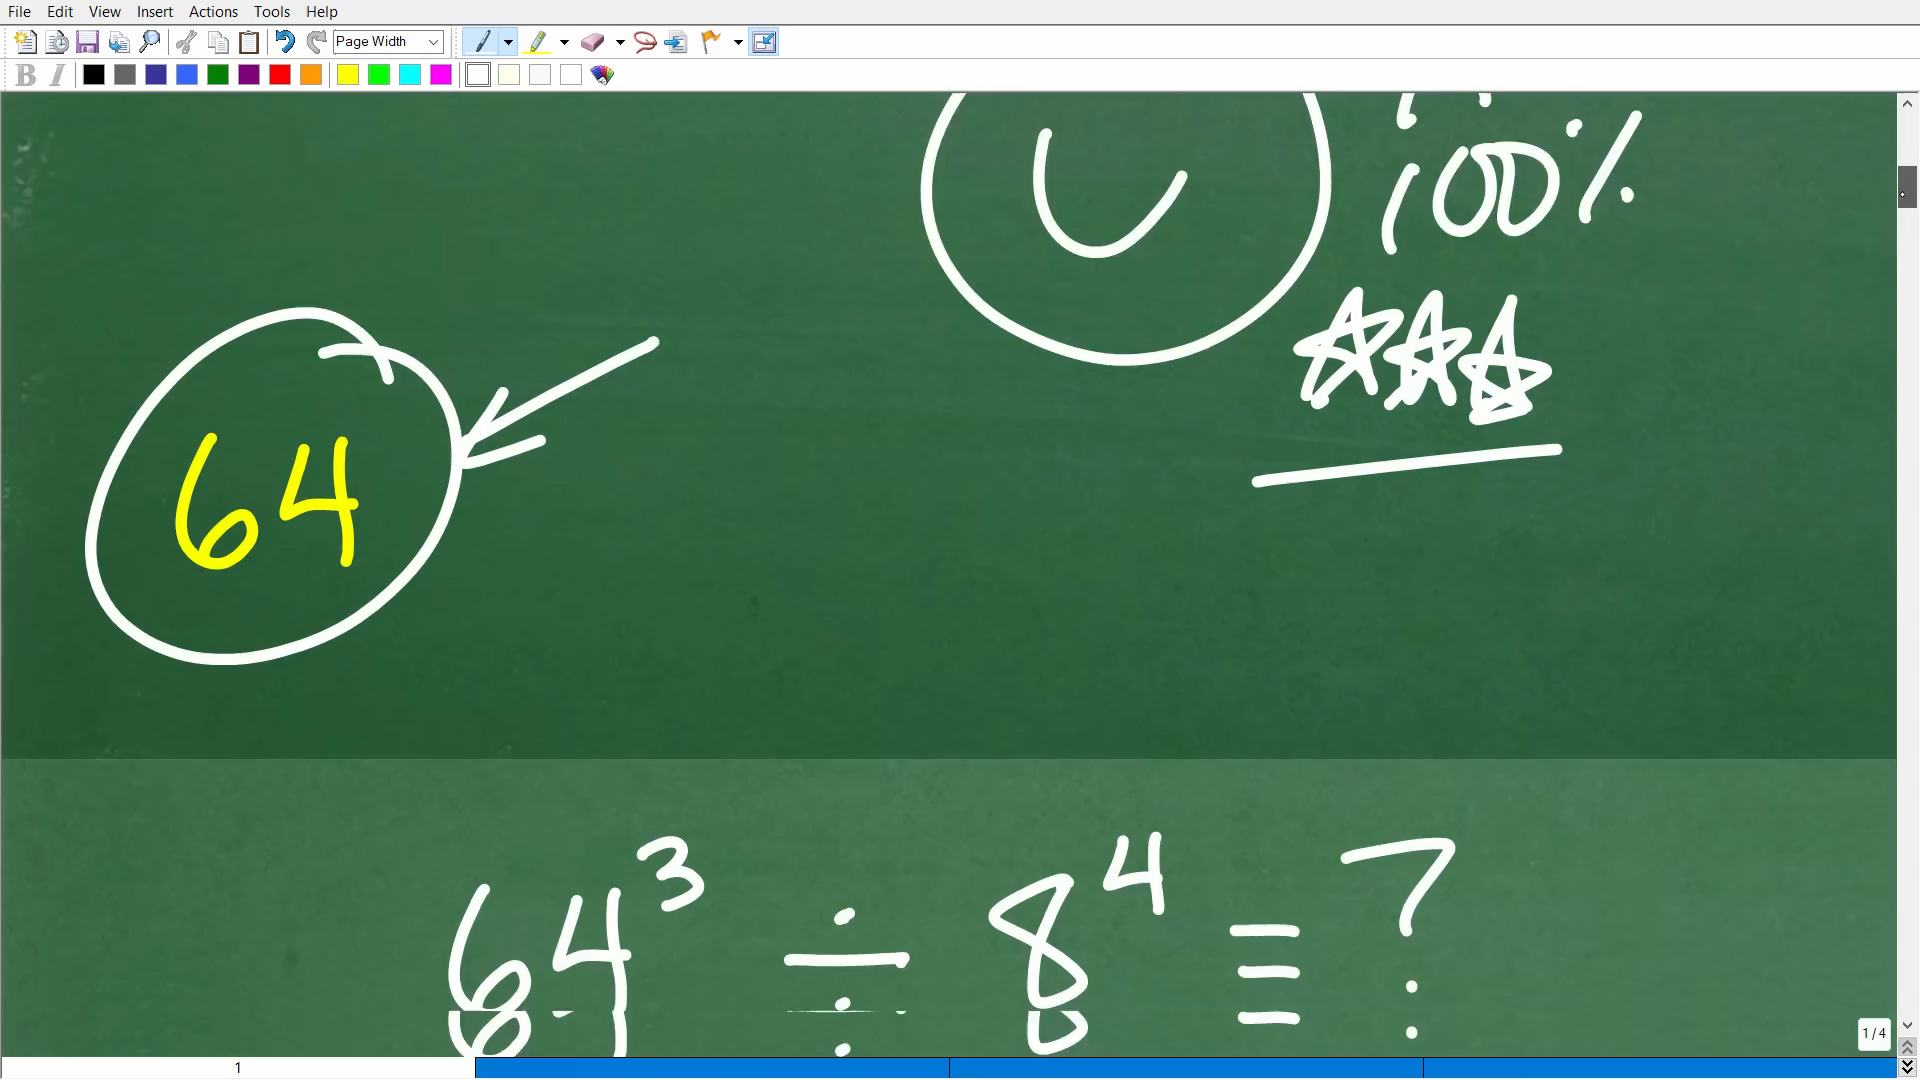 File Edit View Insert Actions Tools Help
Page Width
B I
100%
64
64³ ÷ 8⁴ = ?
1 / 4
1